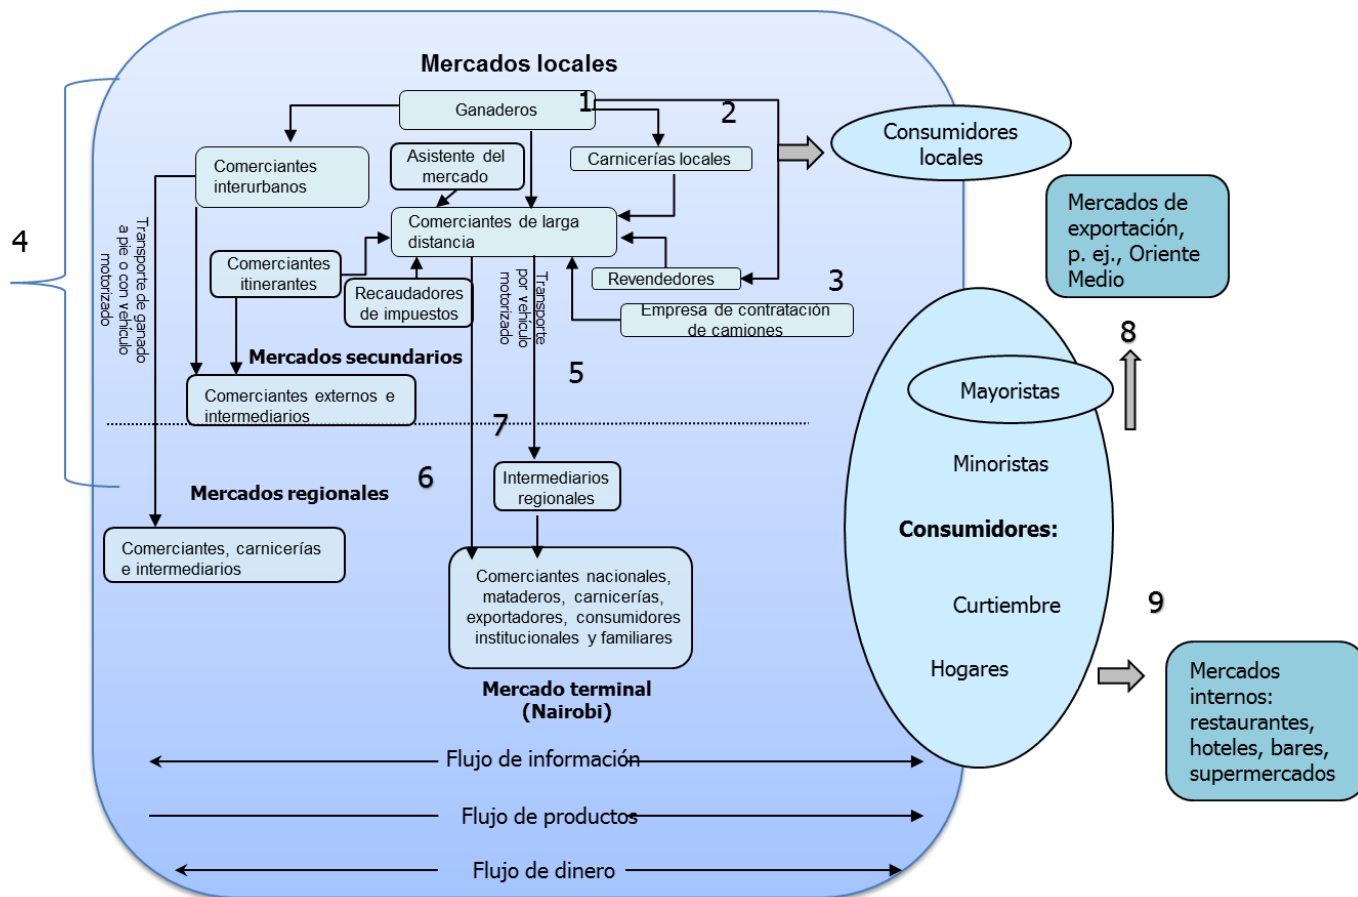 Mercados locales
Ganaderos
1
2
Consumidores
locales
Comerciantes
interurbanos
Asistente del
mercado
Carnicerías locales
Mercados de
exportación,
p. ej., Oriente
Medio
4
Transporte de ganado
a pie o con vehículo
motorizado
Comerciantes de larga
distancia
Comerciantes
itinerantes
Recaudadores
de impuestos
Transporte
por vehículo
motorizado
Revendedores
3
Empresa de contratación
de camiones
8
Mercados secundarios
5
Mayoristas
Comerciantes externos e
intermediarios
7
6
Mercados regionales
Intermediarios
regionales
Minoristas
Consumidores:
Comerciantes, carnicerías
e intermediarios
Comerciantes nacionales,
mataderos, carnicerías,
exportadores, consumidores
institucionales y familiares
Curtiembre
9
Hogares
Mercado terminal
(Nairobi)
Mercados
internos:
restaurantes,
hoteles, bares,
supermercados
Flujo de información
Flujo de productos
Flujo de dinero